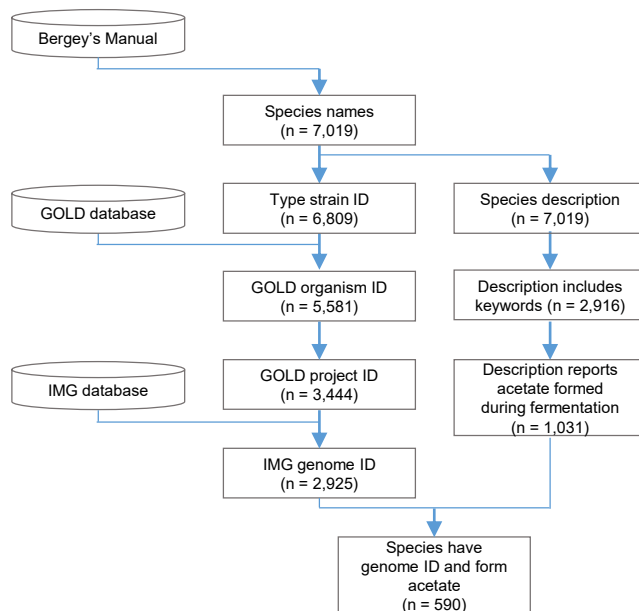 Bergey’s Manual
Species names
(n = 7,019)
Type strain ID
(n = 6,809)
Species description
(n = 7,019)
GOLD database
GOLD organism ID
(n = 5,581)
Description includes
keywords (n = 2,916)
IMG database
GOLD project ID
(n = 3,444)
Description reports
acetate formed
during fermentation
(n = 1,031)
IMG genome ID
(n = 2,925)
Species have
genome ID and form
acetate
(n = 590)